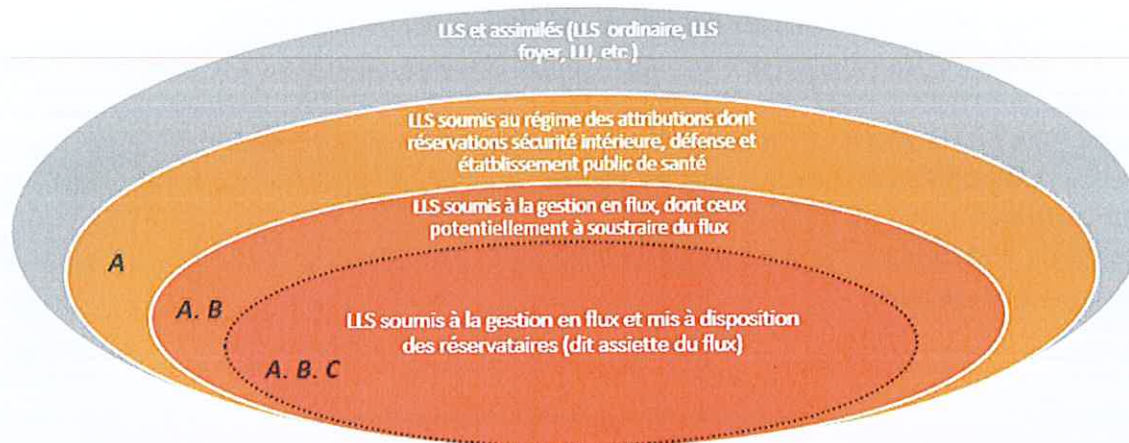 LLS et assimilés (LLS ordinaire, LLS
foyer, LLI, etc.)
LLS soumis au régime des attributions dont
réservations sécurité intérieure, défense et
étatblissement public de santé
LLS soumis à la gestion en flux, dont ceux
potentiellement à soustraire du flux
A
A. B
LLS soumis à la gestion en flux et mis à disposition
des réservataires (dit assiette du flux)
A. B. C